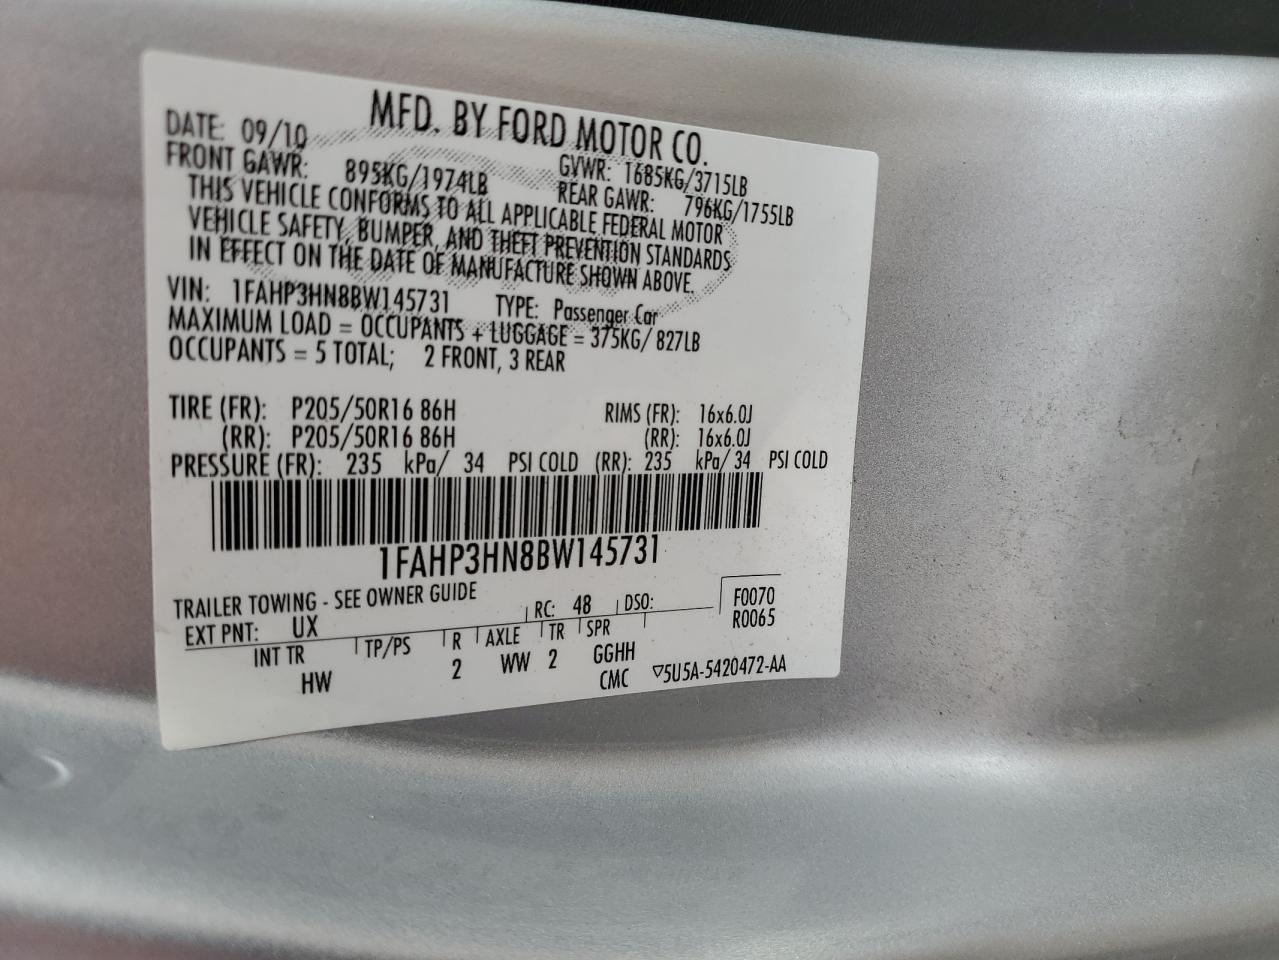 MFD. BY FORD MOTOR CO.
DATE: 09/10 GVWR: 1685KG/3715LB
FRONT GAWR: 895KG/1974LB REAR GAWR: 796KG/1755LB
THIS VEHICLE CONFORMS TO ALL APPLICABLE FEDERAL MOTOR
VEHICLE SAFETY, BUMPER, AND THEFT PREVENTION STANDARDS
IN EFFECT ON THE DATE OF MANUFACTURE SHOWN ABOVE.
VIN: 1FAHP3HN8BW145731 TYPE: Passenger Car
MAXIMUM LOAD = OCCUPANTS + LUGGAGE = 375KG/ 827LB
OCCUPANTS = 5 TOTAL; 2 FRONT, 3 REAR
TIRE (FR): P205/50R16 86H RIMS (FR): 16x6.0J
(RR): P205/50R16 86H (RR): 16x6.0J
PRESSURE (FR): 235 kPa/ 34 PSI COLD (RR): 235 kPa/ 34 PSI COLD
1FAHP3HN8BW145731
TRAILER TOWING - SEE OWNER GUIDE
EXT PNT: UX RC: 48 DSO: F0070
R0065
INT TR TP/PS R AXLE TR SPR
HW 2 WW 2 GGHH
CMC ▽5U5A-5420472-AA